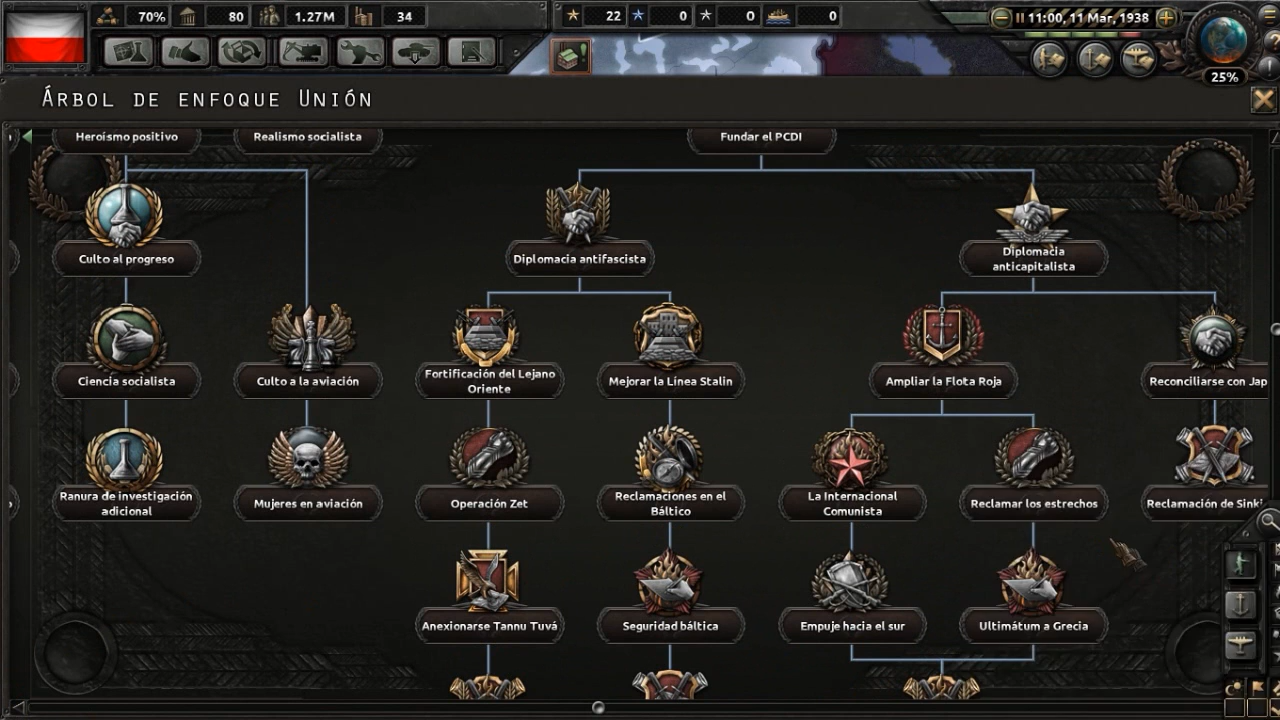 70%
80
1.27M
34
22
0
0
0
11:00, 11 Mar, 1938
25%
Árbol de enfoque Unión
Heroísmo positivo
Realismo socialista
Fundar el PCDI
Culto al progreso
Diplomacia antifascista
Diplomacia
anticapitalista
Ciencia socialista
Culto a la aviación
Fortificación del Lejano
Oriente
Mejorar la Línea Stalin
Ampliar la Flota Roja
Reconciliarse con Jap
Ranura de investigación
adicional
Mujeres en aviación
Operación Zet
Reclamaciones en el
Báltico
La Internacional
Comunista
Reclamar los estrechos
Reclamación de Sinki
Anexionarse Tannu Tuvá
Seguridad báltica
Empuje hacia el sur
Ultimátum a Grecia